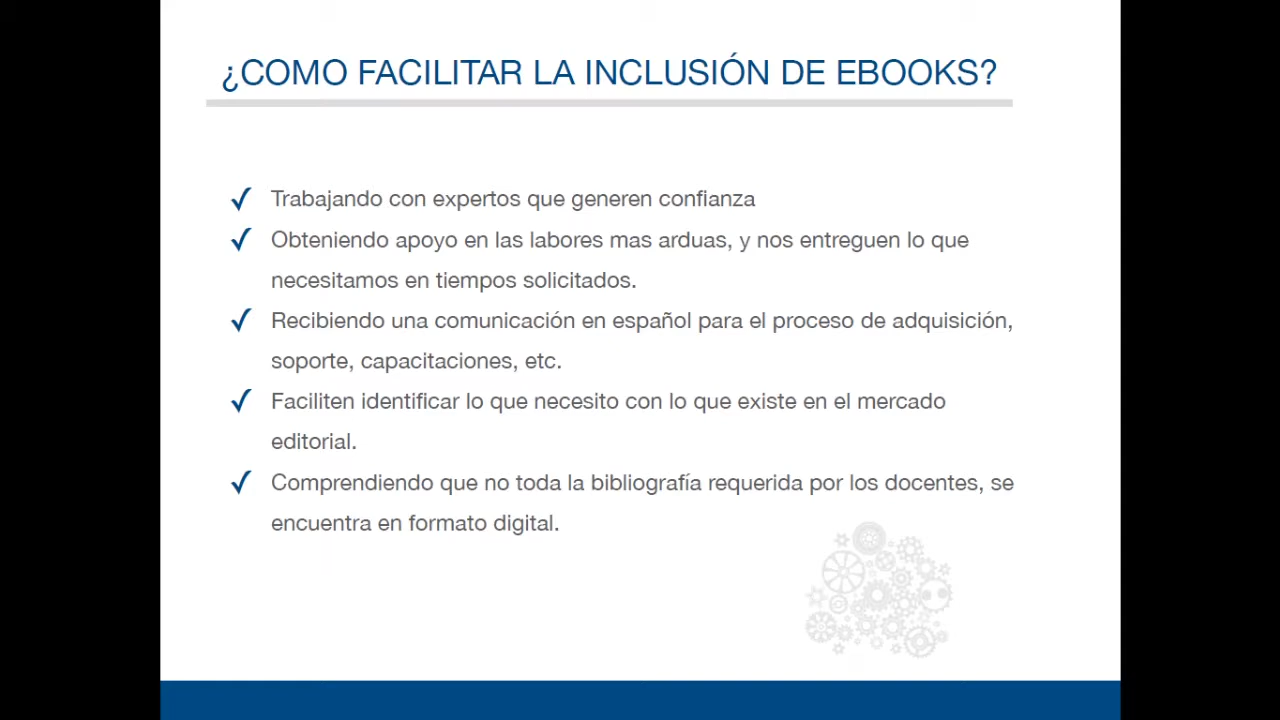 ¿COMO FACILITAR LA INCLUSIÓN DE EBOOKS?
✓ Trabajando con expertos que generen confianza
✓ Obteniendo apoyo en las labores mas arduas, y nos entreguen lo que
necesitamos en tiempos solicitados.
✓ Recibiendo una comunicación en español para el proceso de adquisición,
soporte, capacitaciones, etc.
✓ Faciliten identificar lo que necesito con lo que existe en el mercado
editorial.
✓ Comprendiendo que no toda la bibliografía requerida por los docentes, se
encuentra en formato digital.